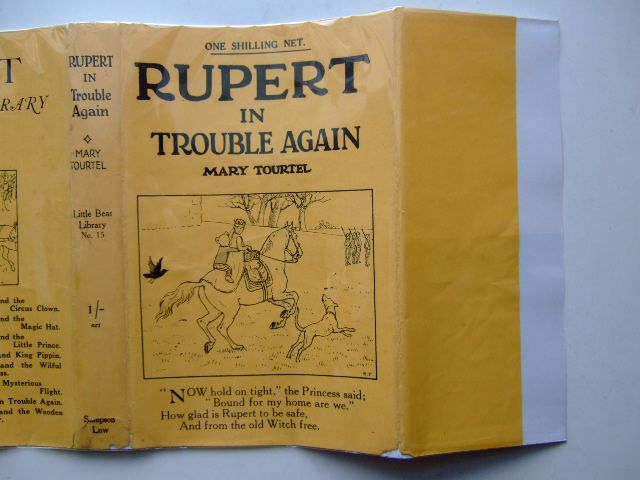 T
RARY
nd the
Circus Clown.
nd the
Magic Hat.
nd the
Little Prince.
and King Pippin.
and the Wilful
ss.
Mysterious
Flight.
n Trouble Again.
and the Wooden
RUPERT
IN
Trouble
Again
MARY
TOURTEL
Little Bear
Library
No. 15
1/-
net
Sampson
Low
ONE SHILLING NET.
RUPERT
IN
TROUBLE AGAIN
MARY TOURTEL
"NOW hold on tight," the Princess said;
"Bound for my home are we."
How glad is Rupert to be safe,
And from the old Witch free.